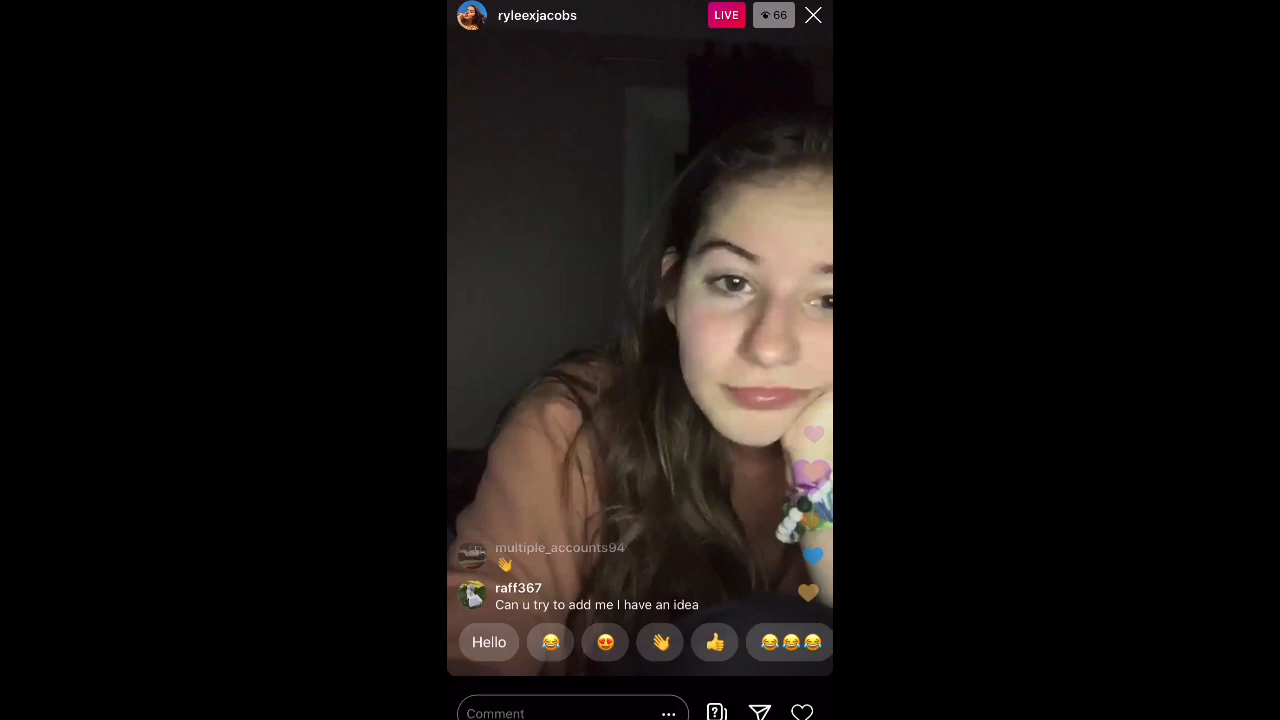 ryleexjacobs
LIVE
66
multiple_accounts94
👋
raff367
Can u try to add me I have an idea
Hello
😂
😍
👋
👍
😂😂😂
Comment